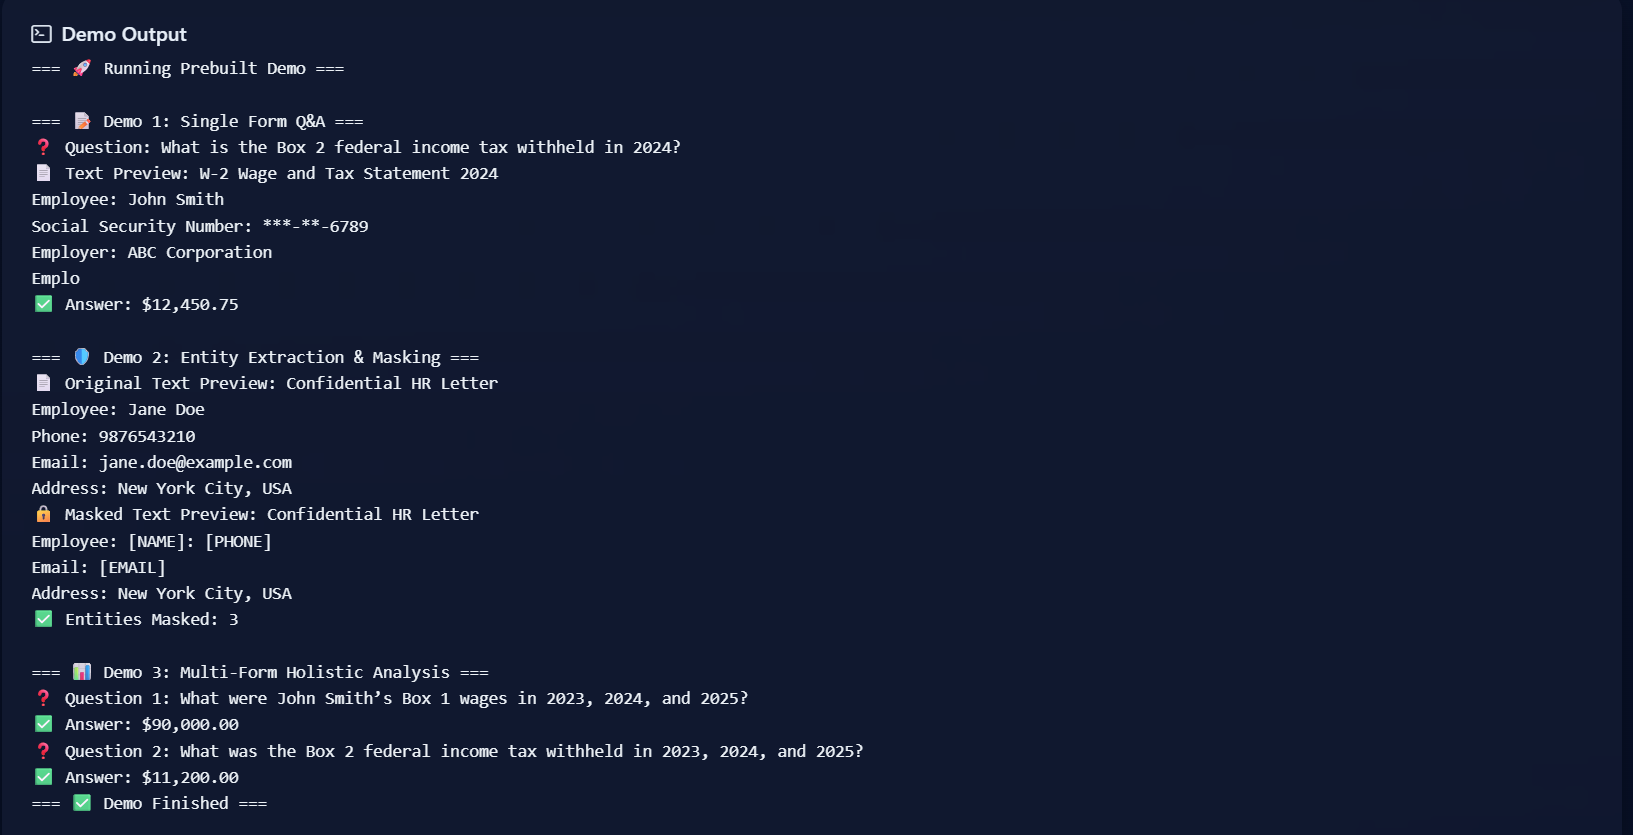 Demo Output
=== 🚀 Running Prebuilt Demo ===
=== 📝 Demo 1: Single Form Q&A ===
❓ Question: What is the Box 2 federal income tax withheld in 2024?
📄 Text Preview: W-2 Wage and Tax Statement 2024
Employee: John Smith
Social Security Number: ***-**-6789
Employer: ABC Corporation
Emplo
✅ Answer: $12,450.75
=== 🛡️ Demo 2: Entity Extraction & Masking ===
📄 Original Text Preview: Confidential HR Letter
Employee: Jane Doe
Phone: 9876543210
Email: jane.doe@example.com
Address: New York City, USA
🔒 Masked Text Preview: Confidential HR Letter
Employee: [NAME]: [PHONE]
Email: [EMAIL]
Address: New York City, USA
✅ Entities Masked: 3
=== 📊 Demo 3: Multi-Form Holistic Analysis ===
❓ Question 1: What were John Smith’s Box 1 wages in 2023, 2024, and 2025?
✅ Answer: $90,000.00
❓ Question 2: What was the Box 2 federal income tax withheld in 2023, 2024, and 2025?
✅ Answer: $11,200.00
=== ✅ Demo Finished ===